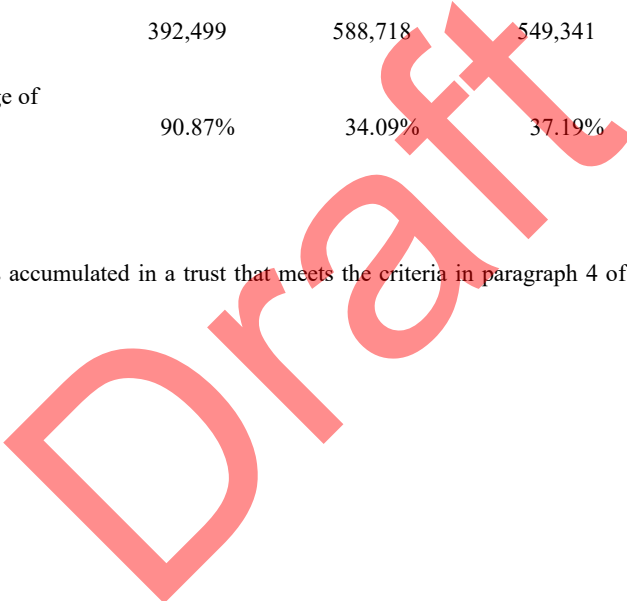 392,499 588,718 549,341
ge of
90.87% 34.09% 37.19%
accumulated in a trust that meets the criteria in paragraph 4 of
Draft